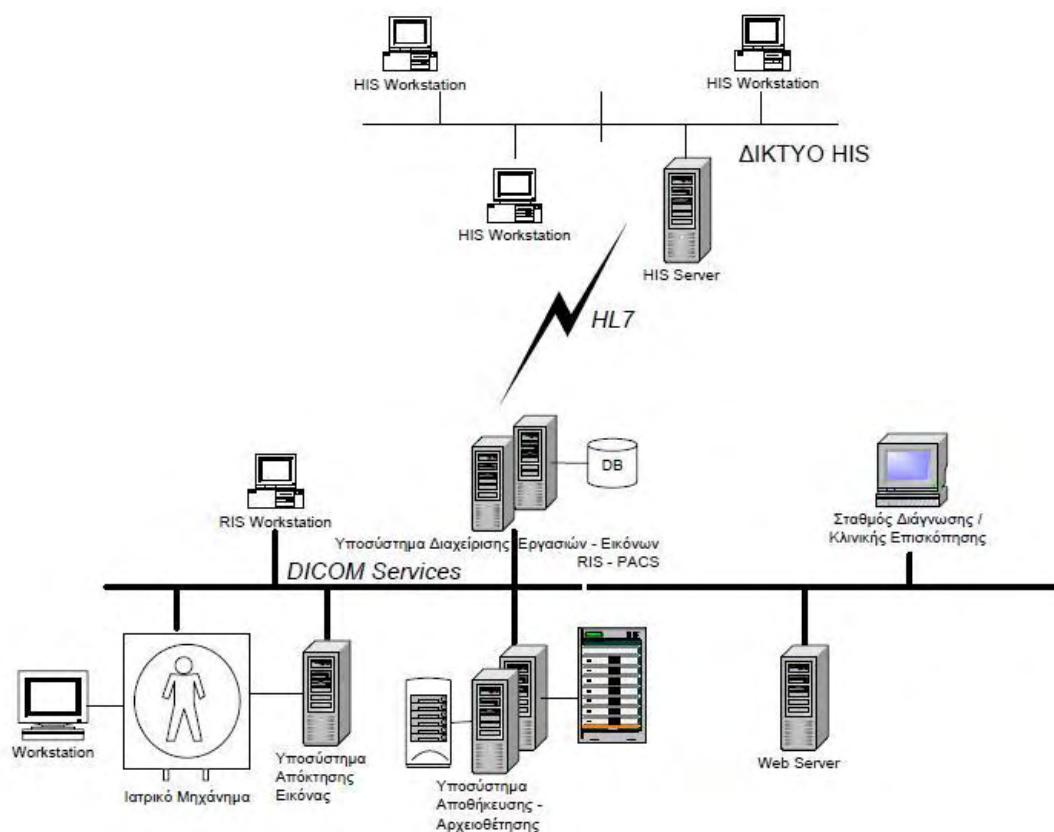 HIS Workstation
HIS Workstation
ΔΙΚΤΥΟ HIS
HIS Workstation
HIS Server
HL7
DB
RIS Workstation
Υποσύστημα Διαχείρισης Εργασιών - Εικόνων
RIS - PACS
Σταθμός Διάγνωσης /
Κλινικής Επισκόπησης
DICOM Services
Workstation
Ιατρικό Μηχάνημα
Υποσύστημα
Απόκτησης
Εικόνας
Υποσύστημα
Αποθήκευσης -
Αρχειοθέτησης
Web Server